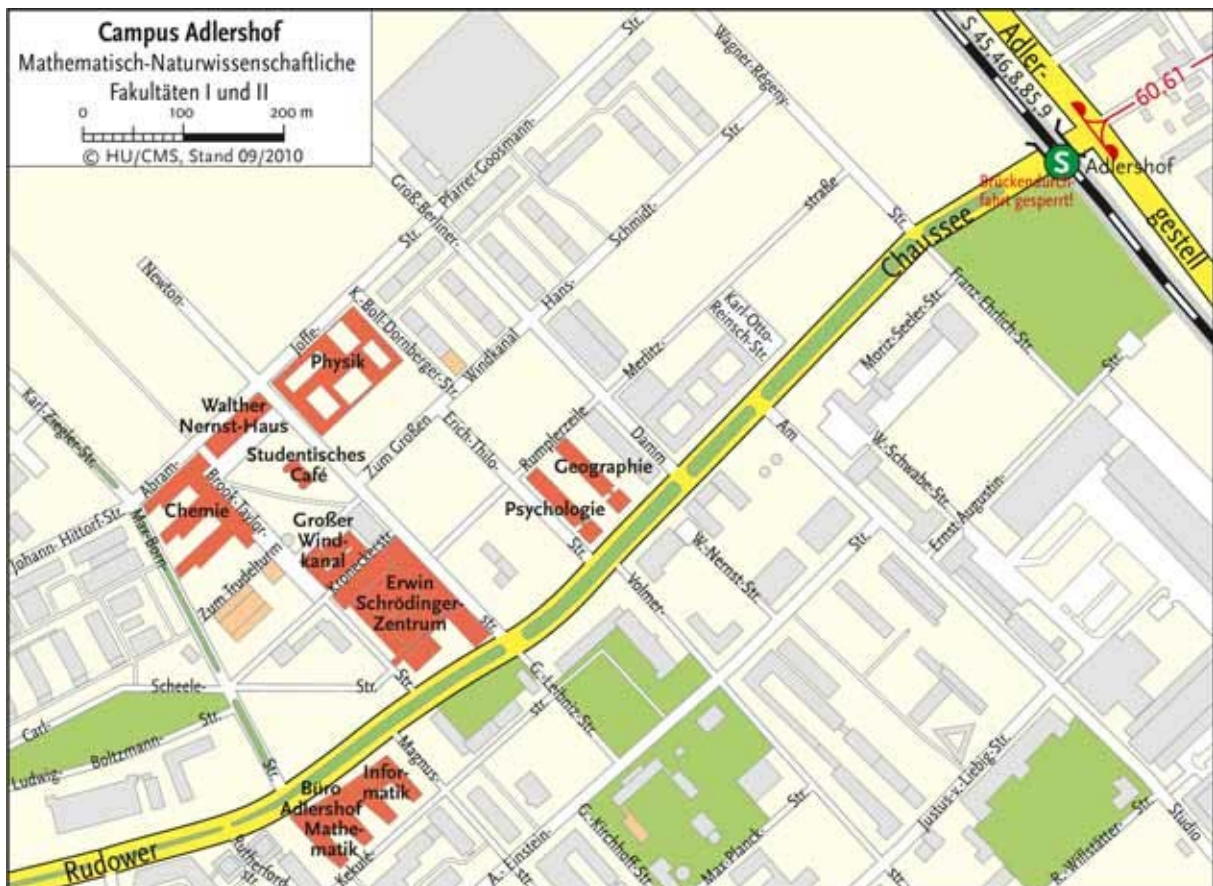 Campus Adlershof
Mathematisch-Naturwissenschaftliche
Fakultäten I und II
0 100 200 m
© HU/CMS, Stand 09/2010
Str.
Wagner-Régeny-
Str.
S 45,46,8,85,9
Adler-
gestell
60,61
S
Adlershof
Brückendurch-
fahrt gesperrt!
Pfarrer-Goosmann-
Str.
Groß-Berliner-
Damm
Hans-
Schmidt-
Str.
straße
Merlitz-
Chaussee
Franz-Ehrlich-Str.
Newton-
str.
Joffe-
Abram-
K.-Boll-Dornberger-Str.
Windkanal
Zum Großen
Karl-Otto-
Reinsch-Str.
Moriz-Seeler-Str.
Str.
Physik
Walther
Nernst-Haus
Karl-Ziegler-Str.
Studentisches
Café
Erich-Thilo-
Str.
Rumplerzeile
Geographie
Psychologie
Am
Studio
W.-Schwabe-Str.
Ernst-Augustin-
Str.
Chemie
Brook-Taylor-
Str.
Johann-Hittorf-Str.
Max-Born-
Str.
Großer
Wind-
kanal
Kroneckerstr.
Zum Trudelturm
Erwin
Schrödinger-
Zentrum
W.-Nernst-Str.
Volmer-
Carl-
Scheele-
Str.
Ludwig-
Boltzmann-
Str.
G.-Leibniz-Str.
Magnus-
str.
Büro
Adlershof
Infor-
matik
Mathe-
matik
Rudower
Rutherford
str.
Kekulé-
A.-Einstein-
Str.
G.-Kirchhoff-Str.
Max-Planck-
Str.
Justus-v.-Liebig-Str.
R.-Willstätter-
Str.